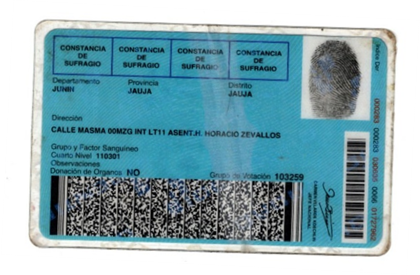 CONSTANCIA DE SUFRAGIO
CONSTANCIA DE SUFRAGIO
CONSTANCIA DE SUFRAGIO
CONSTANCIA DE SUFRAGIO
Departamento Provincia Distrito
JUNIN JAUJA JAUJA
Dirección
CALLE MASMA 00MZG INT LT11 ASENT.H. HORACIO ZEVALLOS
Grupo y Factor Sanguíneo
Cuarto Nivel 110301
Observaciones
Donación de Organos NO
Grupo de Votación 103259